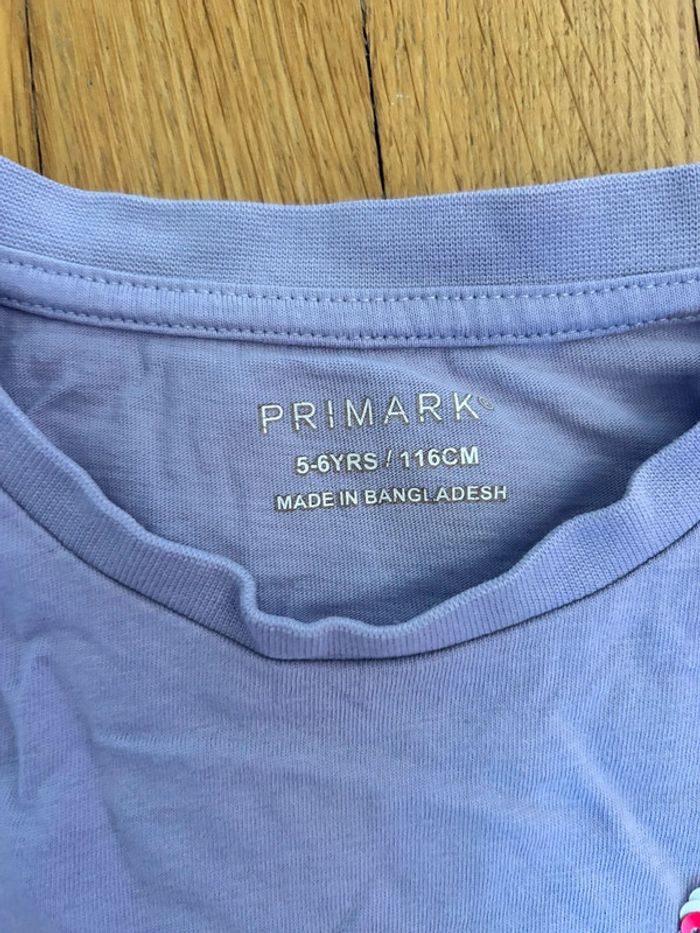 PRIMARK®
5-6YRS / 116CM
MADE IN BANGLADESH